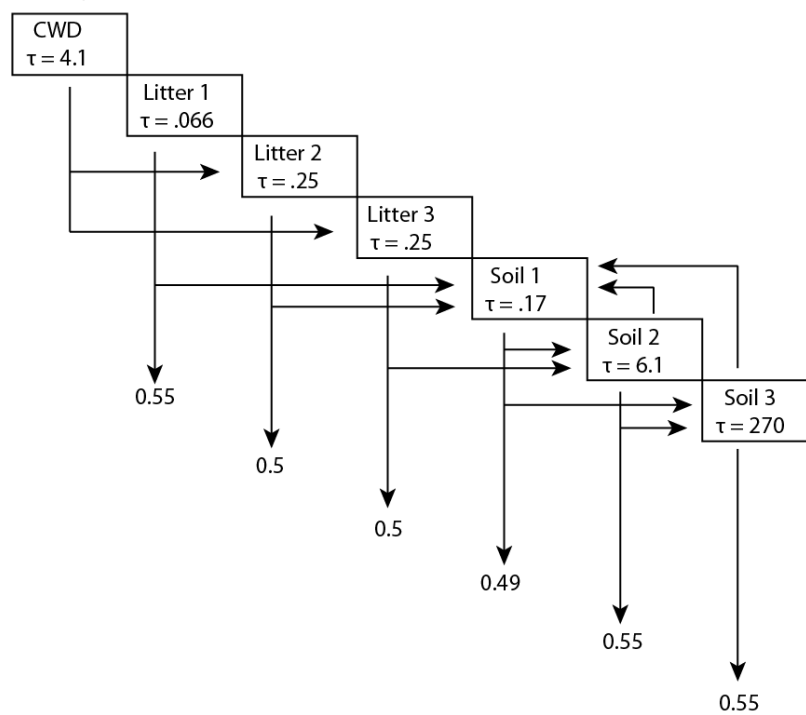 CWD
τ = 4.1
Litter 1
τ = .066
Litter 2
τ = .25
Litter 3
τ = .25
Soil 1
τ = .17
Soil 2
τ = 6.1
Soil 3
τ = 270
0.55
0.5
0.5
0.49
0.55
0.55